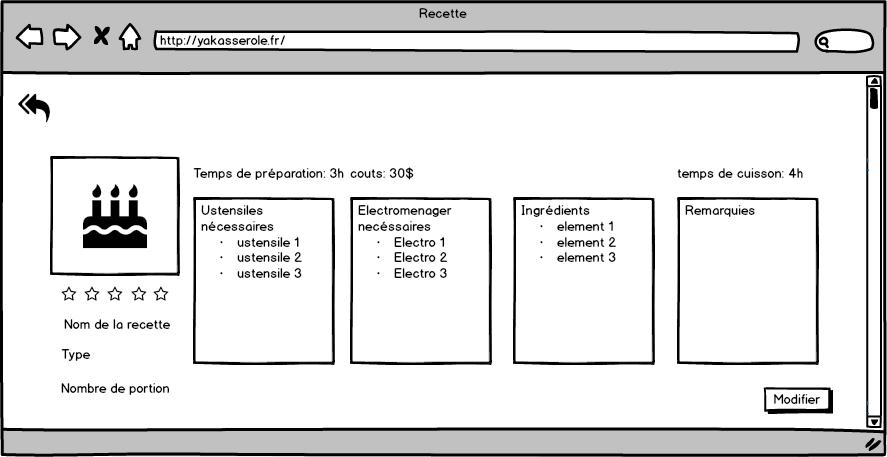 Recette
http://yakasserole.fr/
Temps de préparation: 3h couts: 30$
temps de cuisson: 4h
Ustensiles
nécessaires
· ustensile 1
· ustensile 2
· ustensile 3
Electromenager
necéssaires
· Electro 1
· Electro 2
· Electro 3
Ingrédients
· element 1
· element 2
· element 3
Remarquies
Nom de la recette
Type
Nombre de portion
Modifier